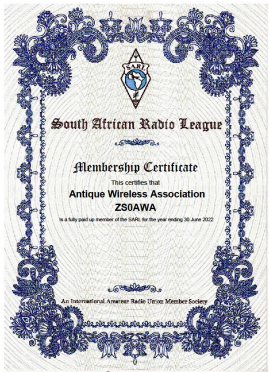 SARL
South African Radio League
Membership Certificate
This certifies that
Antique Wireless Association
ZS0AWA
Is a fully paid up member of the SARL for the year ending 30 June 2022
An International Amateur Radio Union Member Society